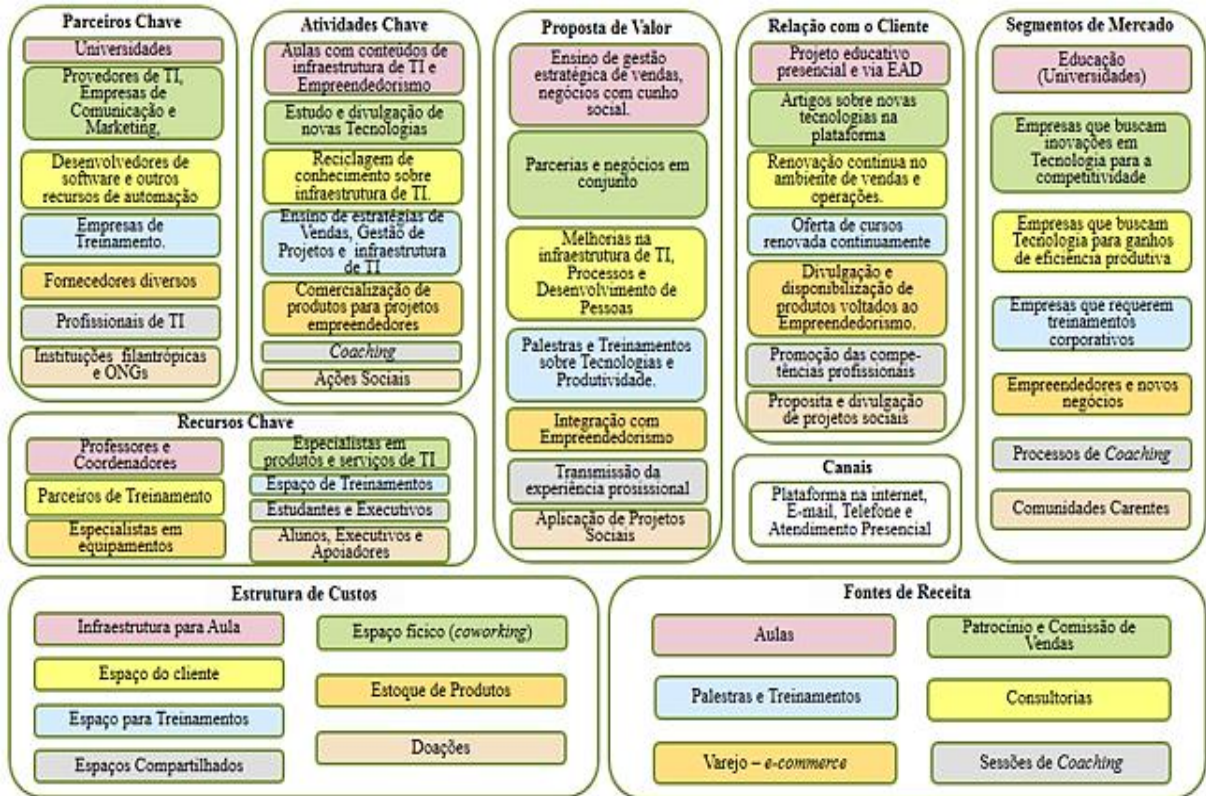 Parceiros Chave
Universidades
Provedores de TI,
Empresas de
Comunicação e
Marketing,
Desenvolvedores de
software e outros
recursos de automação
Empresas de
Treinamento.
Fornecedores diversos
Profissionais de TI
Instituições filantrópicas
e ONGs
Atividades Chave
Aulas com conteúdos de
infraestrutura de TI e
Empreendedorismo
Estudo e divulgação de
novas Tecnologias
Reciclagem de
conhecimento sobre
infraestrutura de TI.
Ensino de estratégias de
Vendas, Gestão de
Projetos e infraestrutura
de TI
Comercialização de
produtos para projetos
empreendedores
Coaching
Ações Sociais
Recursos Chave
Professores e
Coordenadores
Parceiros de Treinamento
Especialistas em
equipamentos
Especialistas em
produtos e serviços de TI
Espaço de Treinamentos
Estudantes e Executivos
Alunos, Executivos e
Apoiadores
Proposta de Valor
Ensino de gestão
estratégica de vendas,
negócios com cunho
social.
Parcerias e negócios em
conjunto
Melhorias na
infraestrutura de TI,
Processos e
Desenvolvimento de
Pessoas
Palestras e Treinamentos
sobre Tecnologias e
Produtividade.
Integração com
Empreendedorismo
Transmissão da
experiência prosissional
Aplicação de Projetos
Sociais
Relação com o Cliente
Projeto educativo
presencial e via EAD
Artigos sobre novas
tecnologias na
plataforma
Renovação continua no
ambiente de vendas e
operações.
Oferta de cursos
renovada continuamente
Divulgação e
disponibilização de
produtos voltados ao
Empreendedorismo.
Promoção das compe-
tências profissionais
Proposita e divulgação
de projetos sociais
Canais
Plataforma na internet,
E-mail, Telefone e
Atendimento Presencial
Segmentos de Mercado
Educação
(Universidades)
Empresas que buscam
inovações em
Tecnologia para a
competitividade
Empresas que buscam
Tecnologia para ganhos
de eficiência produtiva
Empresas que requerem
treinamentos
corporativos
Empreendedores e novos
negócios
Processos de Coaching
Comunidades Carentes
Estrutura de Custos
Infraestrutura para Aula
Espaço do cliente
Espaço para Treinamentos
Espaços Compartilhados
Espaço fícico (coworking)
Estoque de Produtos
Doações
Fontes de Receita
Aulas
Palestras e Treinamentos
Varejo – e-commerce
Patrocínio e Comissão de
Vendas
Consultorias
Sessões de Coaching